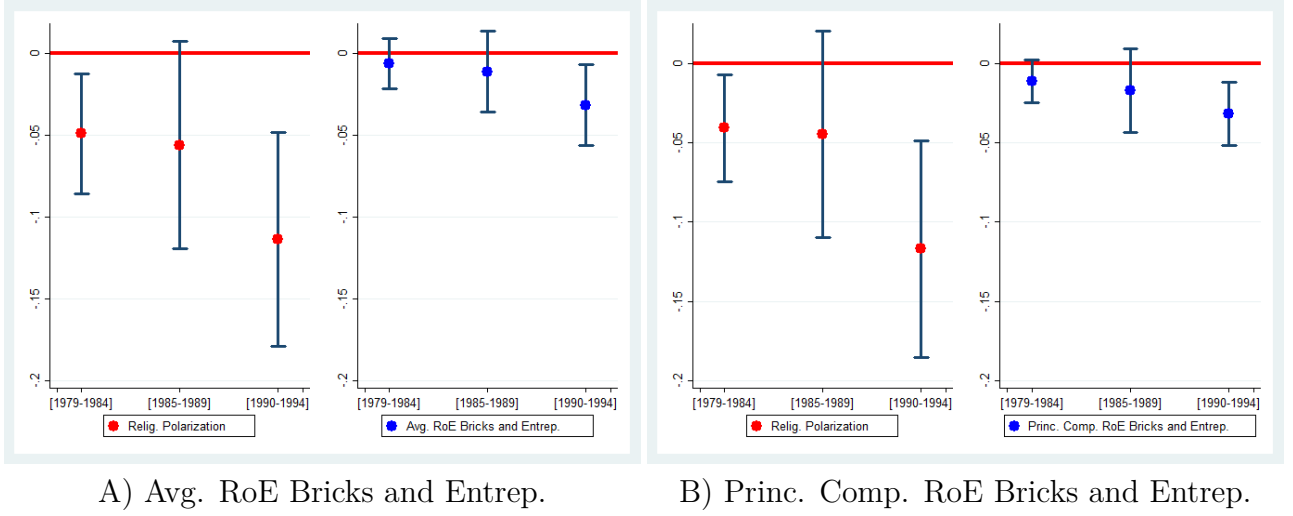 0
-.05
-.1
-.15
-.2
[1979-1984] [1985-1989] [1990-1994]
Relig. Polarization
0
-.05
-.1
-.15
-.2
[1979-1984] [1985-1989] [1990-1994]
Avg. RoE Bricks and Entrep.
0
-.05
-.1
-.15
-.2
[1979-1984] [1985-1989] [1990-1994]
Relig. Polarization
0
-.05
-.1
-.15
-.2
[1979-1984] [1985-1989] [1990-1994]
Princ. Comp. RoE Bricks and Entrep.
A) Avg. RoE Bricks and Entrep.
B) Princ. Comp. RoE Bricks and Entrep.